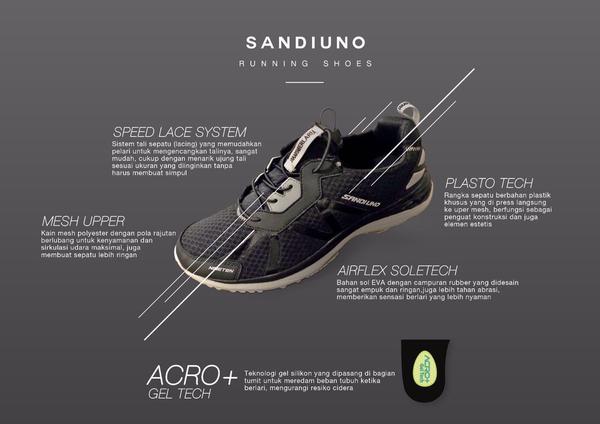 SANDIUNO
RUNNING SHOES
SPEED LACE SYSTEM
Sistem tali sepatu (lacing) yang memudahkan
pelari untuk mengencangkan talinya, sangat
mudah, cukup dengan menarik ujung tali
sesuai ukuran yang diinginkan tanpa
harus membuat simpul
PLASTO TECH
Rangka sepatu berbahan plastik
khusus yang di press langsung
ke uper mesh, berfungsi sebagai
penguat konstruksi dan juga
elemen estetis
MESH UPPER
Kain mesh polyester dengan pola rajutan
berlubang untuk kenyamanan dan
sirkulasi udara maksimal, juga
membuat sepatu lebih ringan
SANDIUNO
NINETEN
AIRFLEX SOLETECH
Bahan sol EVA dengan campuran rubber yang didesain
sangat empuk dan ringan,juga lebih tahan abrasi,
memberikan sensasi berlari yang lebih nyaman
ACRO+
GEL TECH
Teknologi gel silikon yang dipasang di bagian
tumit untuk meredam beban tubuh ketika
berlari, mengurangi resiko cidera
ACRO+
Gel Tech